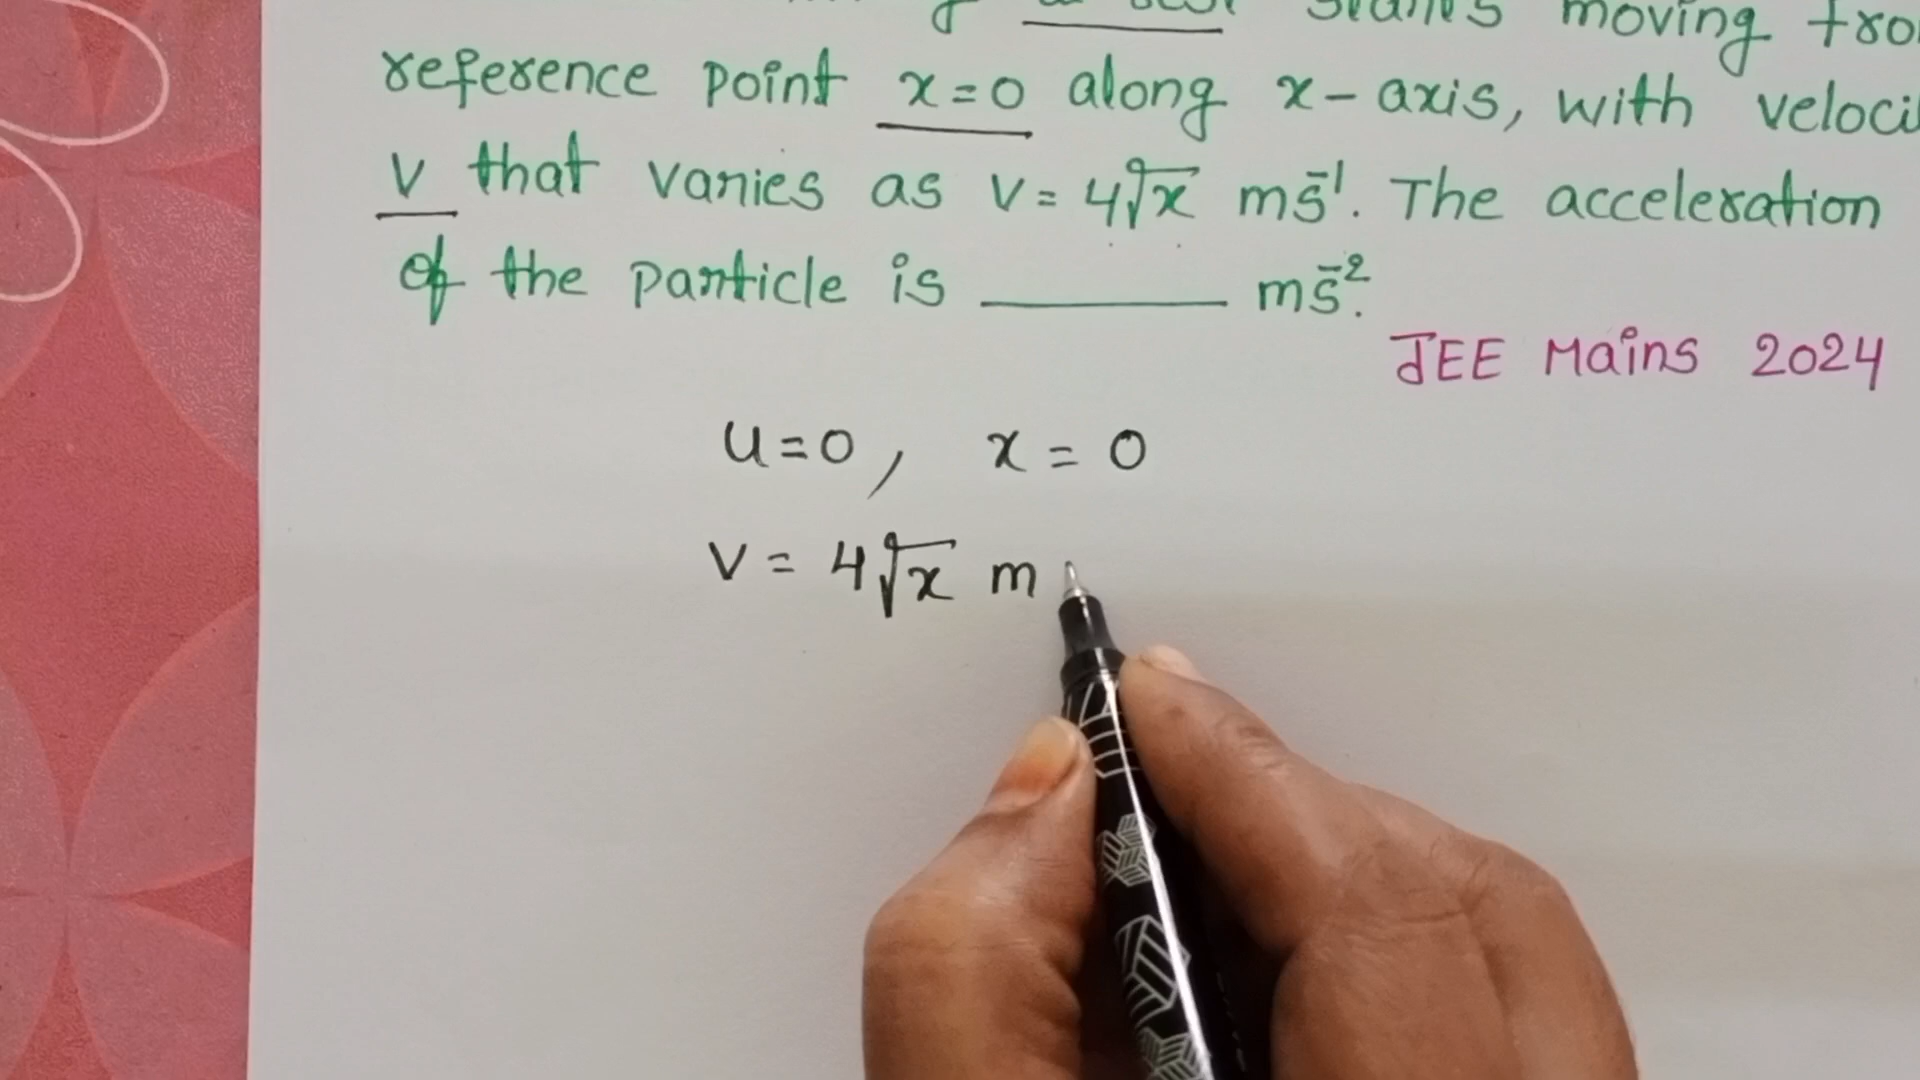 moving
reference point x=0 along x-axis, with
v that varies as v = 4√x ms⁻¹. The acceleration
of the particle is ______ ms⁻².
JEE Mains 2024
u=0, x = 0
v = 4√x m